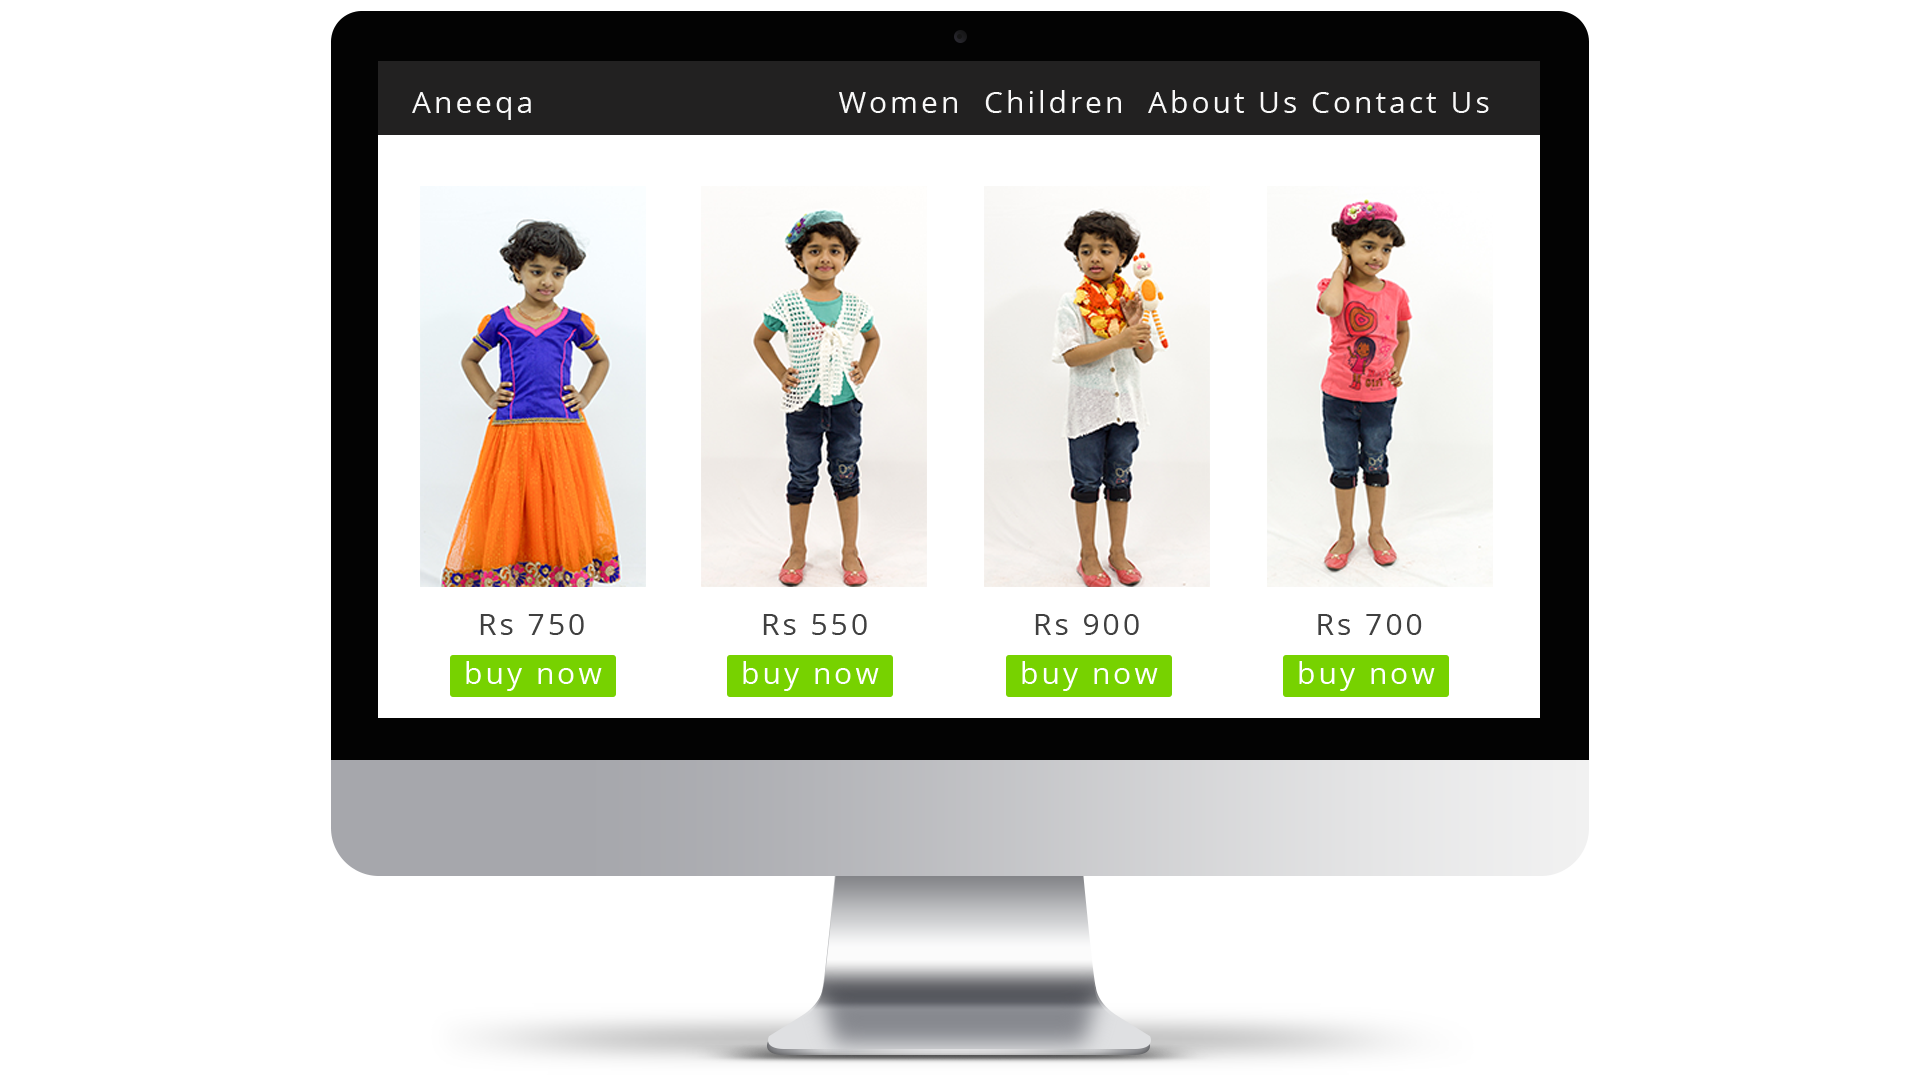 Aneeqa Women Children About Us Contact Us
Rs 750 Rs 550 Rs 900 Rs 700
buy now buy now buy now buy now